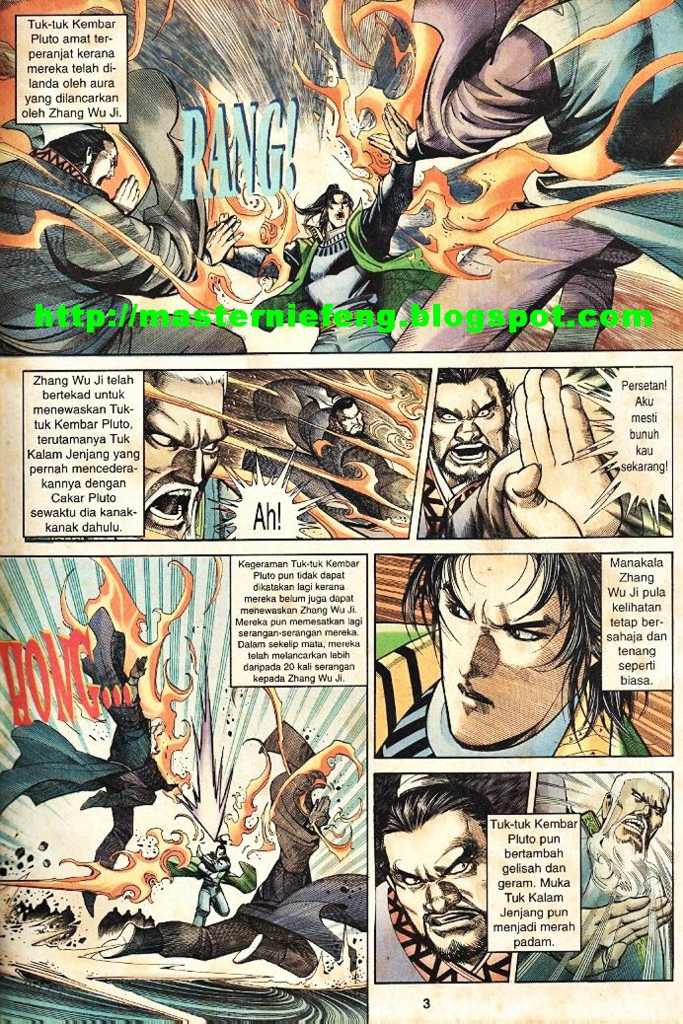 Tuk-tuk Kembar
Pluto amat ter-
peranjat kerana
mereka telah di-
landa oleh aura
yang dilancarkan
oleh Zhang Wu Ji.
PANG!
http://masterniefeng.blogspot.com
Zhang Wu Ji telah
bertekad untuk
menewaskan Tuk-
tuk Kembar Pluto,
terutamanya Tuk
Kalam Jenjang yang
pernah mencedera-
kannya dengan
Cakar Pluto
sewaktu dia kanak-
kanak dahulu.
Ah!
Persetan!
Aku
mesti
bunuh
kau
sekarang!
HONG...
Kegeraman Tuk-tuk Kembar
Pluto pun tidak dapat
dikatakan lagi kerana
mereka belum juga dapat
menewaskan Zhang Wu Ji.
Mereka pun memesatkan lagi
serangan-serangan mereka.
Dalam sekelip mata, mereka
telah melancarkan lebih
daripada 20 kali serangan
kepada Zhang Wu Ji.
Manakala
Zhang
Wu Ji pula
kelihatan
tetap ber-
sahaja dan
tenang
seperti
biasa.
Tuk-tuk Kembar
Pluto pun
bertambah
gelisah dan
geram. Muka
Tuk Kalam
Jenjang pun
menjadi merah
padam.
3